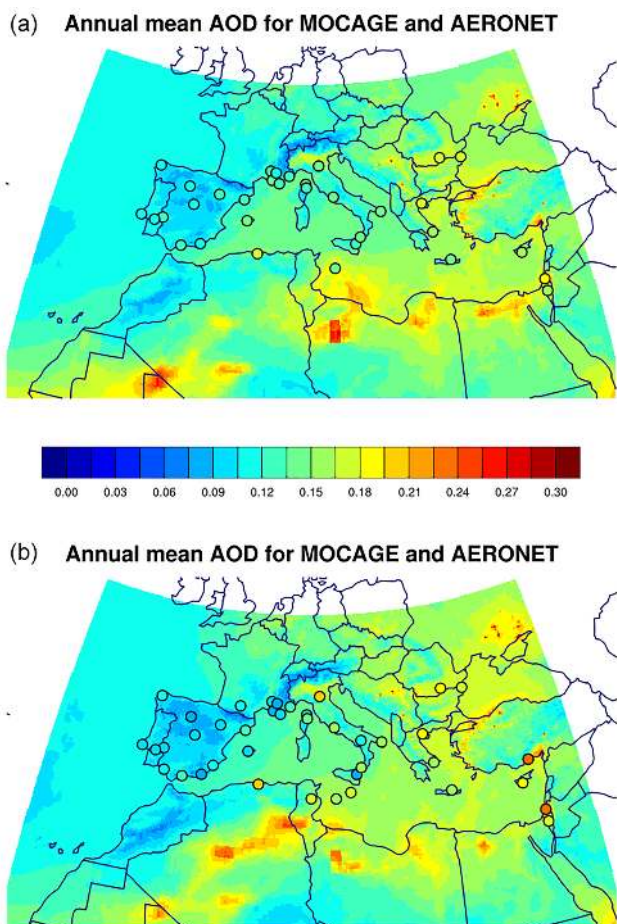 (a) Annual mean AOD for MOCAGE and AERONET
0.00 0.03 0.06 0.09 0.12 0.15 0.18 0.21 0.24 0.27 0.30
(b) Annual mean AOD for MOCAGE and AERONET